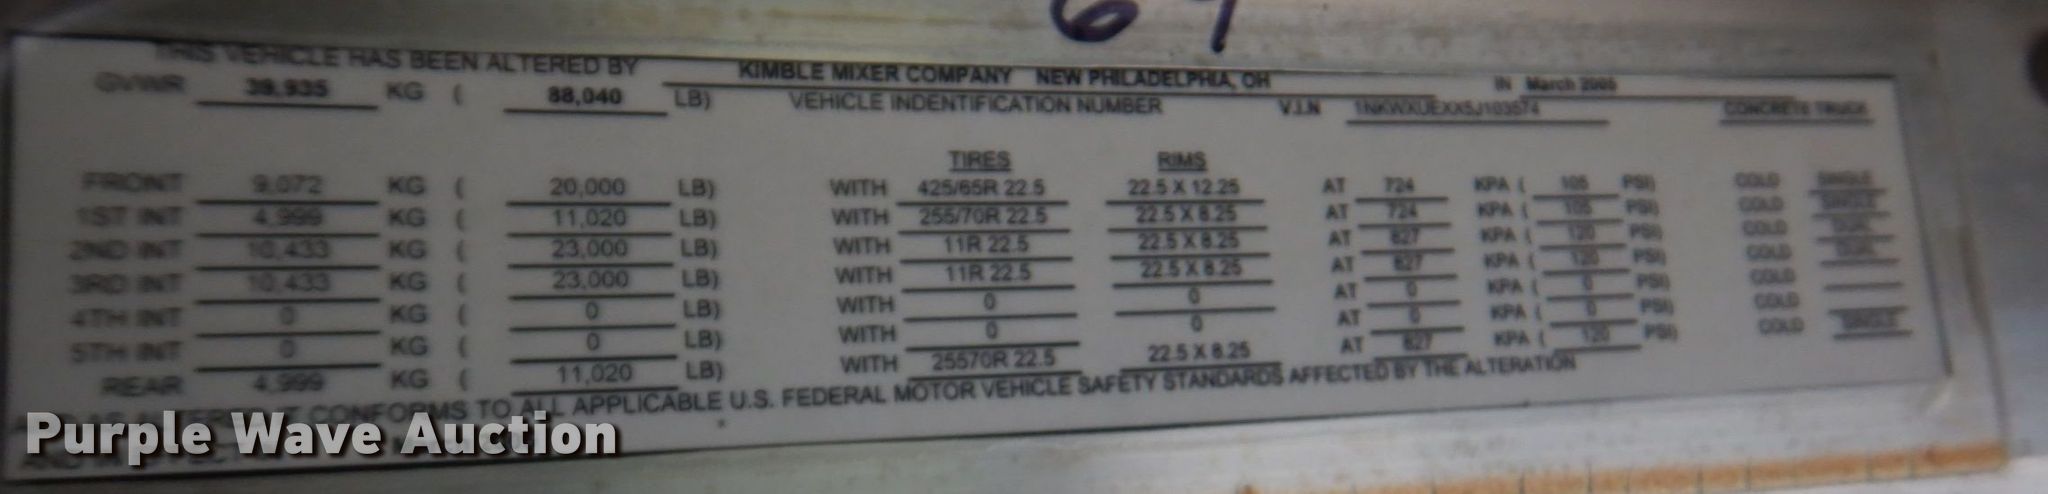 69
THIS VEHICLE HAS BEEN ALTERED BY KIMBLE MIXER COMPANY NEW PHILADELPHIA, OH IN March 2005
GVWR 39,935 KG ( 88,040 LB) VEHICLE INDENTIFICATION NUMBER V.I.N 1NKWXUEXX5J103574 CONCRETE TRUCK
TIRES RIMS
FRONT 9,072 KG ( 20,000 LB) WITH 425/65R 22.5 22.5 X 12.25 AT 724 KPA ( 105 PSI) COLD SINGLE
1ST INT 4,999 KG ( 11,020 LB) WITH 255/70R 22.5 22.5 X 8.25 AT 724 KPA ( 105 PSI) COLD SINGLE
2ND INT 10,433 KG ( 23,000 LB) WITH 11R 22.5 22.5 X 8.25 AT 827 KPA ( 120 PSI) COLD DUAL
3RD INT 10,433 KG ( 23,000 LB) WITH 11R 22.5 22.5 X 8.25 AT 827 KPA ( 120 PSI) COLD DUAL
4TH INT 0 KG ( 0 LB) WITH 0 0 AT 0 KPA ( 0 PSI) COLD
5TH INT 0 KG ( 0 LB) WITH 0 0 AT 0 KPA ( 0 PSI) COLD
REAR 4,999 KG ( 11,020 LB) WITH 25570R 22.5 22.5 X 8.25 AT 827 KPA ( 120 PSI) COLD SINGLE
CONFORMS TO ALL APPLICABLE U.S. FEDERAL MOTOR VEHICLE SAFETY STANDARDS AFFECTED BY THE ALTERATION
Purple Wave Auction